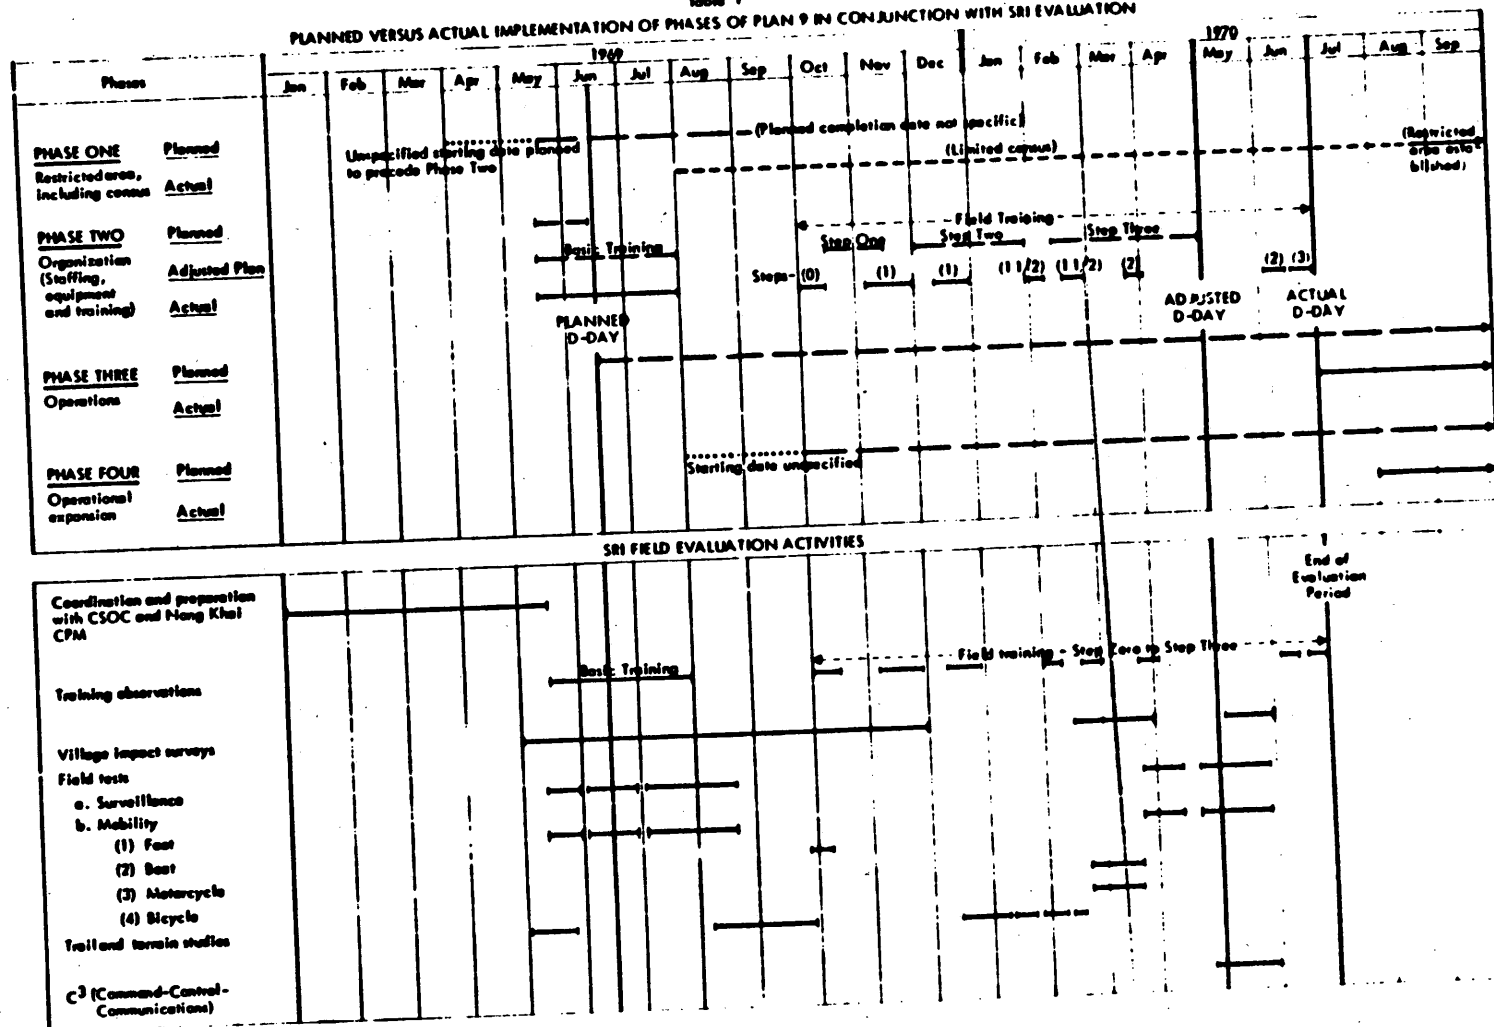 Table
PLANNED VERSUS ACTUAL IMPLEMENTATION OF PHASES OF PLAN 9 IN CONJUNCTION WITH SRI EVALUATION
1969
1970
Phases
Jan Feb Mar Apr May Jun Jul Aug Sep Oct Nov Dec Jan Feb Mar Apr May Jun Jul Aug Sep
PHASE ONE Planned
Restricted area, including census Actual
Unspecified starting date planned
to precede Phase Two
(Planned completion date not specific)
(Limited census)
(Restricted
area esta
blished)
PHASE TWO Planned
Organization
(Staffing,
equipment
and training)
Adjusted Plan
Actual
Basic Training
Field Training
Step One
Step Two
Step Three
Steps- (0) (1) (1) (1 1/2) (1 1/2) (2) (2) (3)
PLANNED
D-DAY
ADJUSTED
D-DAY
ACTUAL
D-DAY
PHASE THREE Planned
Operations Actual
PHASE FOUR Planned
Operational
expansion Actual
Starting date unspecified
SRI FIELD EVALUATION ACTIVITIES
End of
Evaluation
Period
Coordination and preparation
with CSOC and Nong Khai
CPM
Training observations
Basic Training
Field training - Step Zero to Step Three
Village impact surveys
Field tests
a. Surveillance
b. Mobility
(1) Foot
(2) Boat
(3) Motorcycle
(4) Bicycle
Trail and terrain studies
C3 (Command-Control-
Communications)